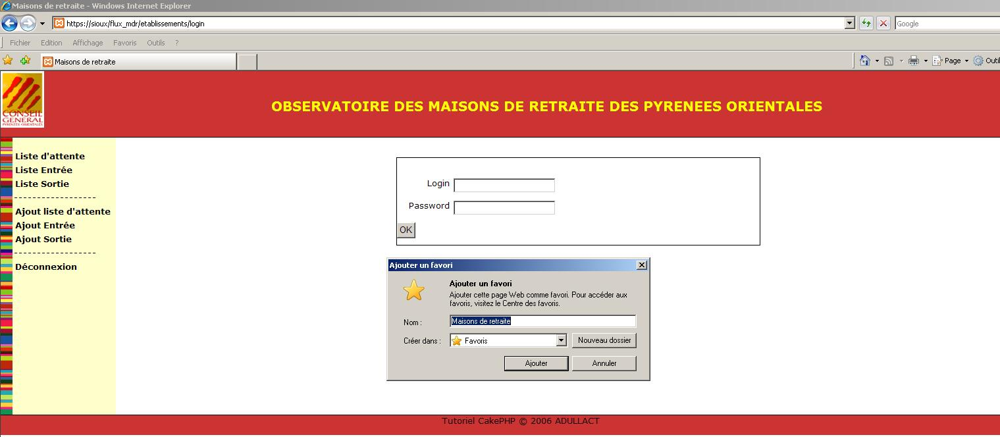 Maisons de retraite - Windows Internet Explorer
https://sioux/flux_mdr/etablissements/login
Google
Fichier Edition Affichage Favoris Outils ?
Maisons de retraite
Page
Outil
CONSEIL
GENERAL
PYRENEES ORIENTALES
OBSERVATOIRE DES MAISONS DE RETRAITE DES PYRENEES ORIENTALES
Liste d'attente
Liste Entrée
Liste Sortie
-------------------
Ajout liste d'attente
Ajout Entrée
Ajout Sortie
-------------------
Déconnexion
Login
Password
OK
Ajouter un favori
Ajouter un favori
Ajouter cette page Web comme favori. Pour accéder aux
favoris, visitez le Centre des favoris.
Nom : Maisons de retraite
Créer dans : Favoris Nouveau dossier
Ajouter Annuler
Tutoriel CakePHP © 2006 ADULLACT